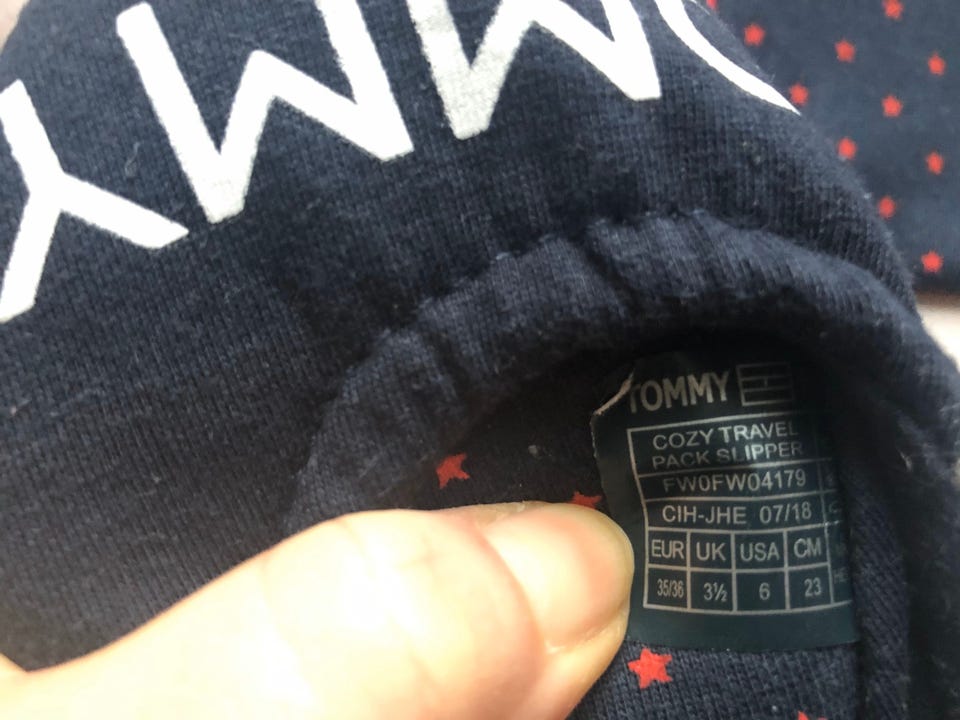 OMMY
TOMMY
COZY TRAVEL
PACK SLIPPER
FW0FW04179
CIH-JHE 07/18
EUR UK USA CM
35/36 3½ 6 23